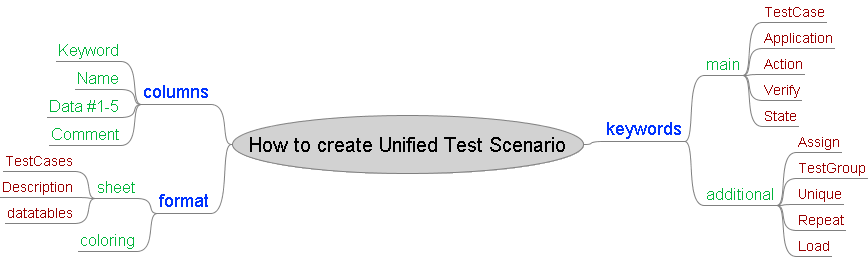 How to create Unified Test Scenario
columns
Keyword
Name
Data #1-5
Comment
format
sheet
TestCases
Description
datatables
coloring
keywords
main
TestCase
Application
Action
Verify
State
additional
Assign
TestGroup
Unique
Repeat
Load